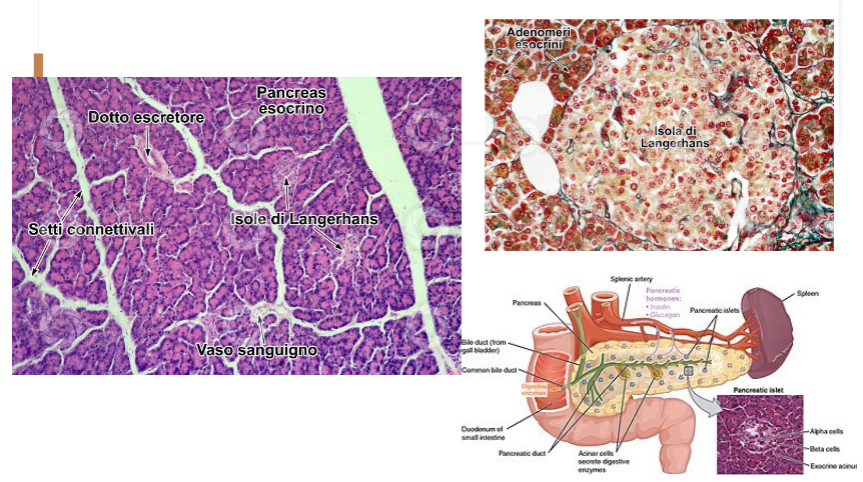 Pancreas
esocrino
Dotto escretore
Isole di Langerhans
Setti connettivali
Vaso sanguigno
Adenomeri
esocrini
Isola di
Langerhans
Splenic artery
Pancreatic
hormones:
• Insulin
• Glucagon
Pancreas
Pancreatic islets
Spleen
Bile duct (from
gall bladder)
Common bile duct
Digestive
enzymes
Duodenum of
small intestine
Pancreatic duct
Acinar cells
secrete digestive
enzymes
Pancreatic islet
Alpha cells
Beta cells
Exocrine acinus